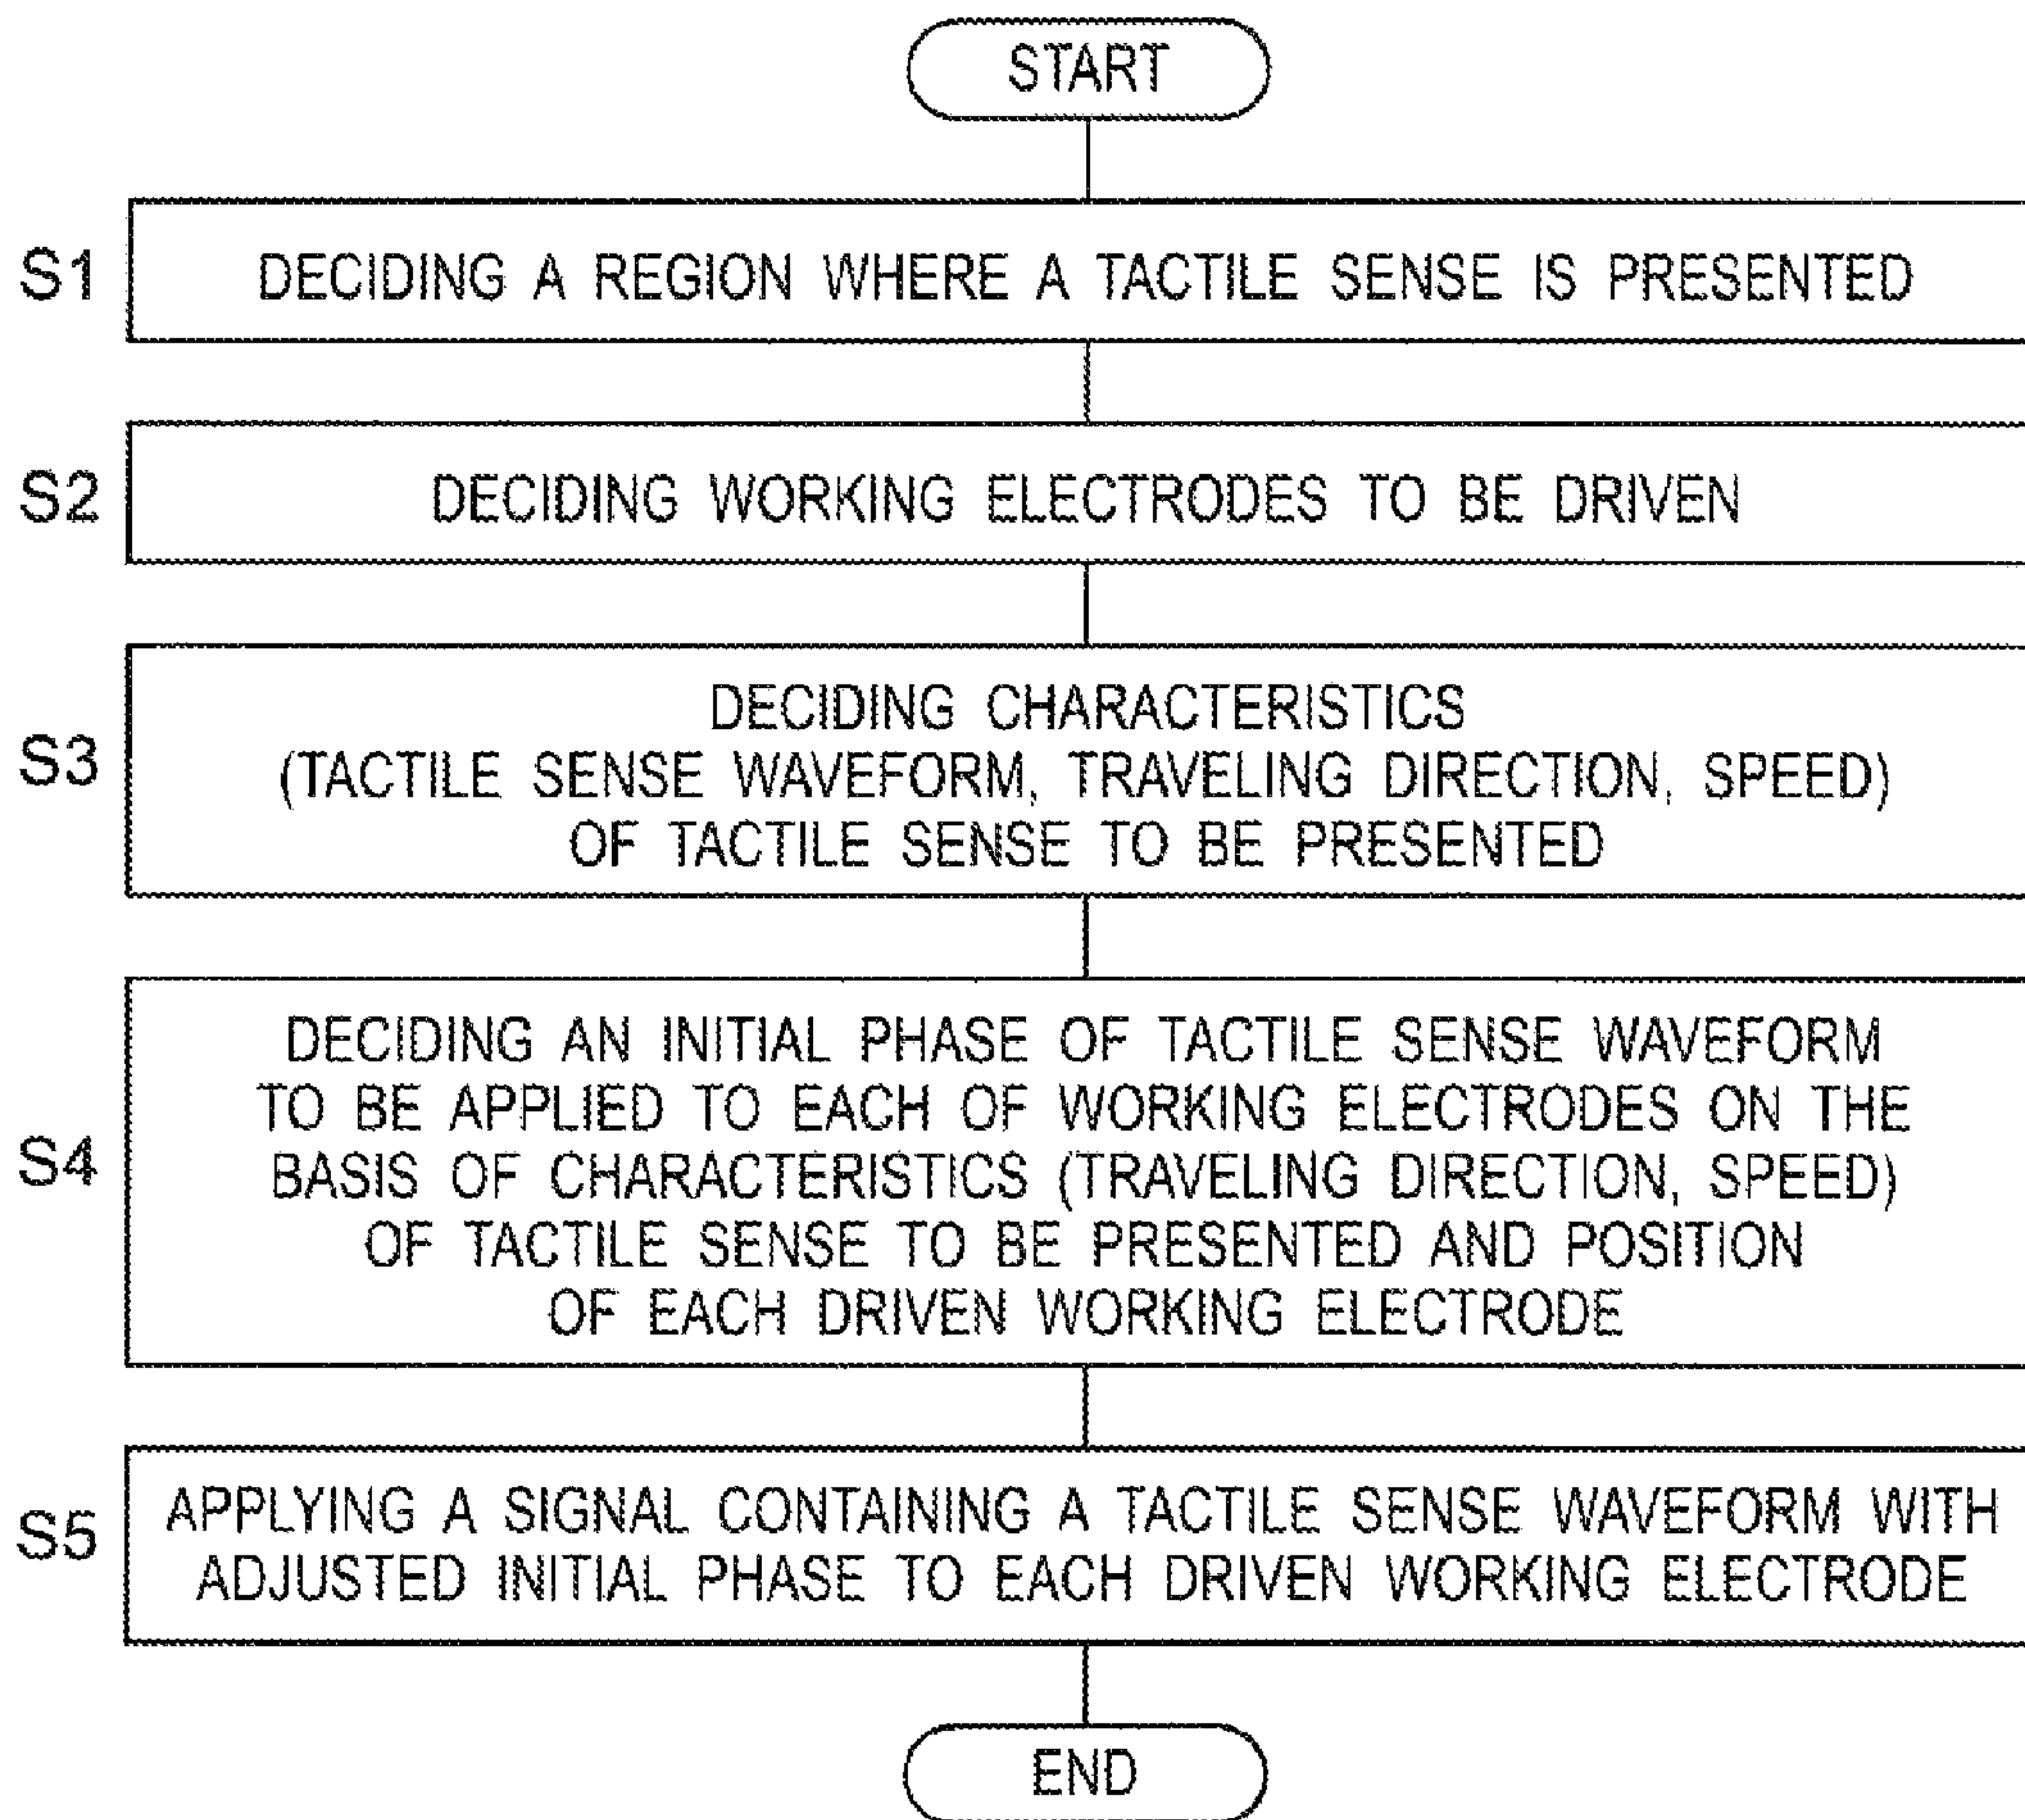 START
S1
DECIDING A REGION WHERE A TACTILE SENSE IS PRESENTED
S2
DECIDING WORKING ELECTRODES TO BE DRIVEN
S3
DECIDING CHARACTERISTICS
(TACTILE SENSE WAVEFORM, TRAVELING DIRECTION, SPEED)
OF TACTILE SENSE TO BE PRESENTED
S4
DECIDING AN INITIAL PHASE OF TACTILE SENSE WAVEFORM
TO BE APPLIED TO EACH OF WORKING ELECTRODES ON THE
BASIS OF CHARACTERISTICS (TRAVELING DIRECTION, SPEED)
OF TACTILE SENSE TO BE PRESENTED AND POSITION
OF EACH DRIVEN WORKING ELECTRODE
S5
APPLYING A SIGNAL CONTAINING A TACTILE SENSE WAVEFORM WITH
ADJUSTED INITIAL PHASE TO EACH DRIVEN WORKING ELECTRODE
END